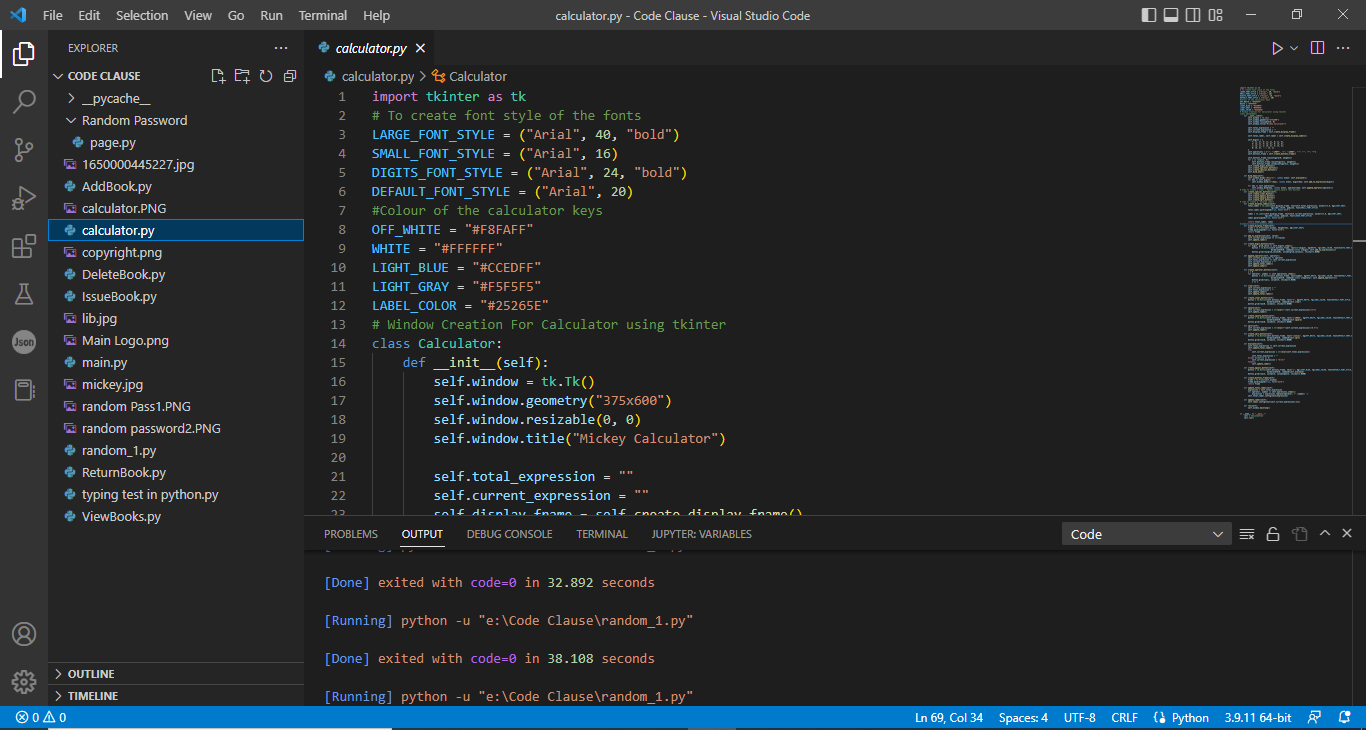 File Edit Selection View Go Run Terminal Help
calculator.py - Code Clause - Visual Studio Code
EXPLORER
CODE CLAUSE
__pycache__
Random Password
page.py
1650000445227.jpg
AddBook.py
calculator.PNG
calculator.py
copyright.png
DeleteBook.py
IssueBook.py
lib.jpg
Main Logo.png
main.py
mickey.jpg
random Pass1.PNG
random password2.PNG
random_1.py
ReturnBook.py
typing test in python.py
ViewBooks.py
OUTLINE
TIMELINE
Json
calculator.py
calculator.py > Calculator
1 import tkinter as tk
2 # To create font style of the fonts
3 LARGE_FONT_STYLE = ("Arial", 40, "bold")
4 SMALL_FONT_STYLE = ("Arial", 16)
5 DIGITS_FONT_STYLE = ("Arial", 24, "bold")
6 DEFAULT_FONT_STYLE = ("Arial", 20)
7 #Colour of the calculator keys
8 OFF_WHITE = "#F8FAFF"
9 WHITE = "#FFFFFF"
10 LIGHT_BLUE = "#CCEDFF"
11 LIGHT_GRAY = "#F5F5F5"
12 LABEL_COLOR = "#25265E"
13 # Window Creation For Calculator using tkinter
14 class Calculator:
15 def __init__(self):
16 self.window = tk.Tk()
17 self.window.geometry("375x600")
18 self.window.resizable(0, 0)
19 self.window.title("Mickey Calculator")
20
21 self.total_expression = ""
22 self.current_expression = ""
23 self.display_frame = self.create_display_frame()
PROBLEMS OUTPUT DEBUG CONSOLE TERMINAL JUPYTER: VARIABLES
Code
[Done] exited with code=0 in 32.892 seconds
[Running] python -u "e:\Code Clause\random_1.py"
[Done] exited with code=0 in 38.108 seconds
[Running] python -u "e:\Code Clause\random_1.py"
0 0
Ln 69, Col 34 Spaces: 4 UTF-8 CRLF Python 3.9.11 64-bit